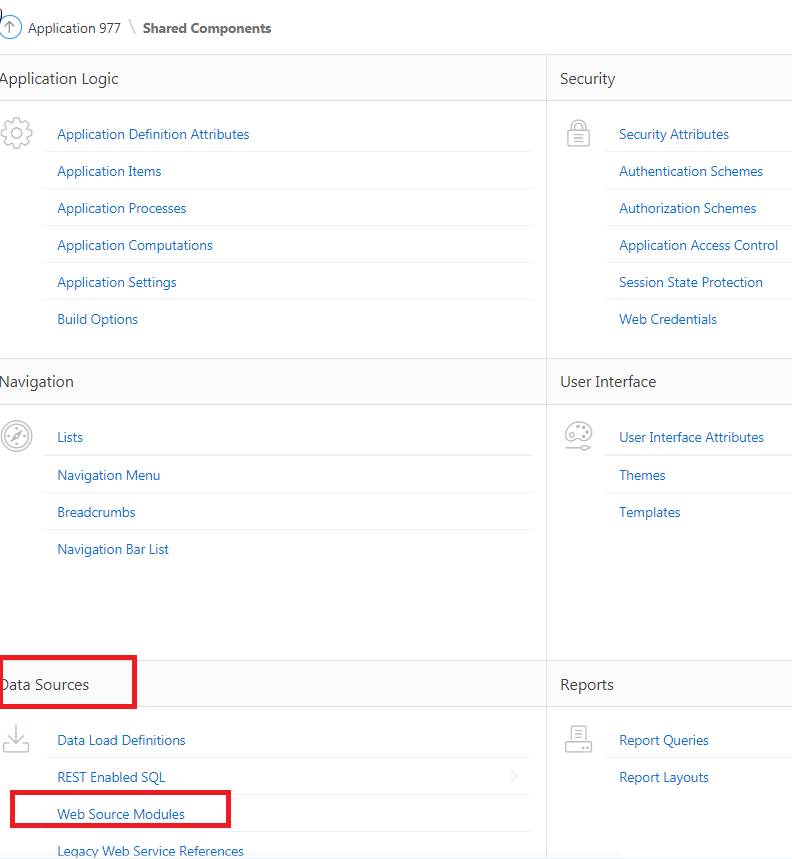 Application 977 \ Shared Components
Application Logic
Application Definition Attributes
Application Items
Application Processes
Application Computations
Application Settings
Build Options
Security
Security Attributes
Authentication Schemes
Authorization Schemes
Application Access Control
Session State Protection
Web Credentials
Navigation
Lists
Navigation Menu
Breadcrumbs
Navigation Bar List
User Interface
User Interface Attributes
Themes
Templates
Data Sources
Data Load Definitions
REST Enabled SQL
Web Source Modules
Legacy Web Service References
Reports
Report Queries
Report Layouts